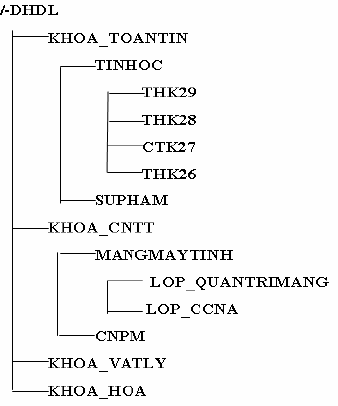 /-DHDL
KHOA_TOANTIN
TINHOC
THK29
THK28
CTK27
THK26
SUPHAM
KHOA_CNTT
MANGMAYTINH
LOP_QUANTRIMANG
LOP_CCNA
CNPM
KHOA_VATLY
KHOA_HOA